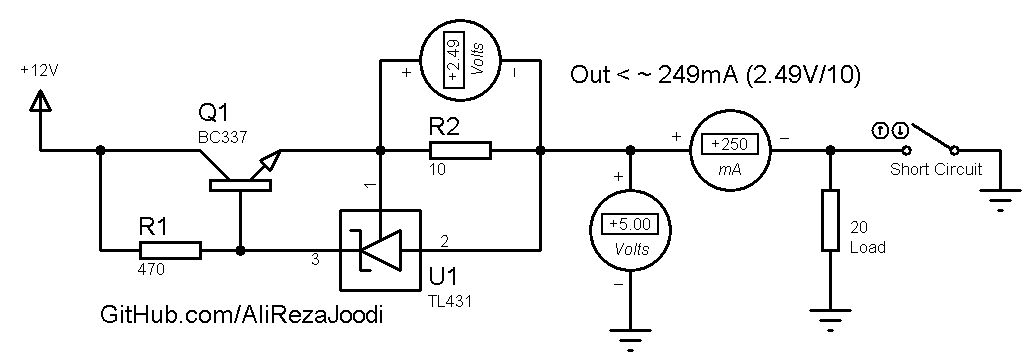 +12V
Q1
BC337
R1
470
+
+2.49
Volts
−
R2
10
Out < ~ 249mA (2.49V/10)
1
3
2
U1
TL431
+
+5.00
Volts
−
+
+250
mA
−
Short Circuit
20
Load
GitHub.com/AliRezaJoodi